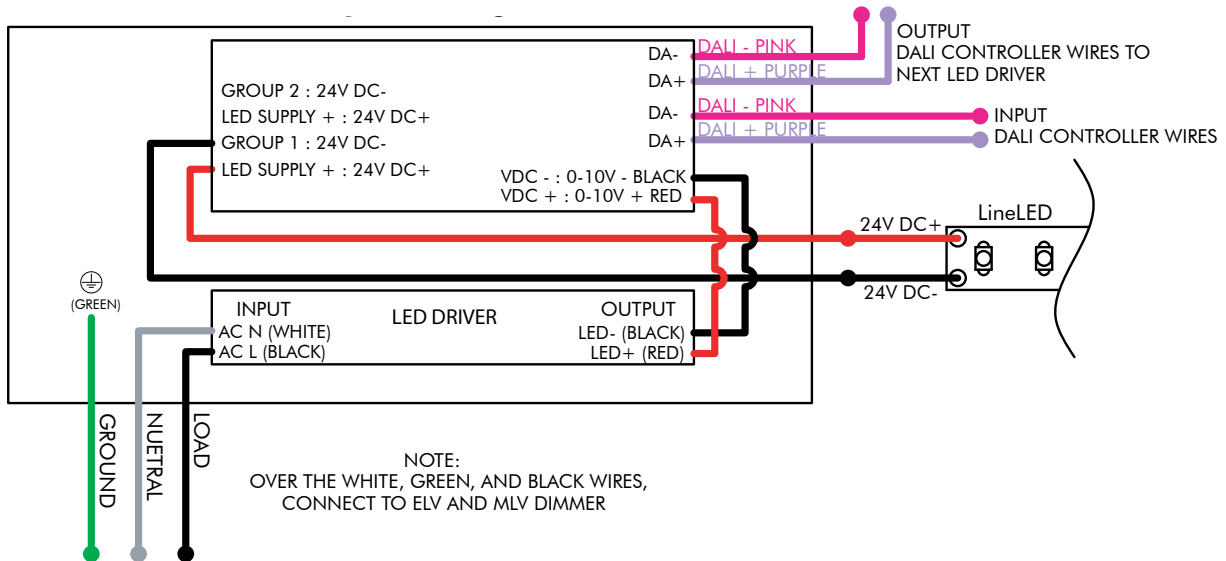 OUTPUT
DALI CONTROLLER WIRES TO
NEXT LED DRIVER
DA- DALI - PINK
DA+ DALI + PURPLE
DA- DALI - PINK
DA+ DALI + PURPLE
INPUT
DALI CONTROLLER WIRES
GROUP 2 : 24V DC-
LED SUPPLY + : 24V DC+
GROUP 1 : 24V DC-
LED SUPPLY + : 24V DC+
VDC - : 0-10V - BLACK
VDC + : 0-10V + RED
24V DC+
LineLED
24V DC-
(GREEN)
INPUT
AC N (WHITE)
AC L (BLACK)
LED DRIVER
OUTPUT
LED- (BLACK)
LED+ (RED)
GROUND
NUETRAL
LOAD
NOTE:
OVER THE WHITE, GREEN, AND BLACK WIRES,
CONNECT TO ELV AND MLV DIMMER